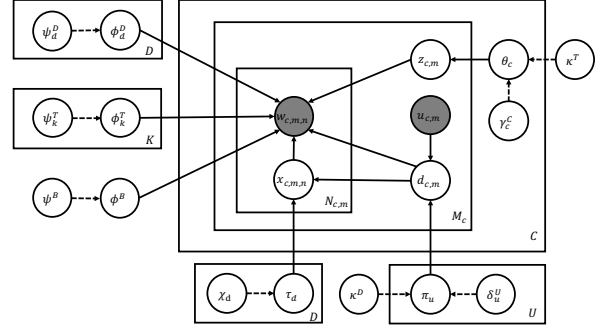 ψ_d^D ϕ_d^D
D
z_{c,m} θ_c κ^T
ψ_k^T ϕ_k^T
K
w_{c,m,n} u_{c,m} γ_c^C
ψ^B ϕ^B x_{c,m,n} d_{c,m}
N_{c,m}
M_c
C
χ_d τ_d κ^D π_u δ_u^U
D U